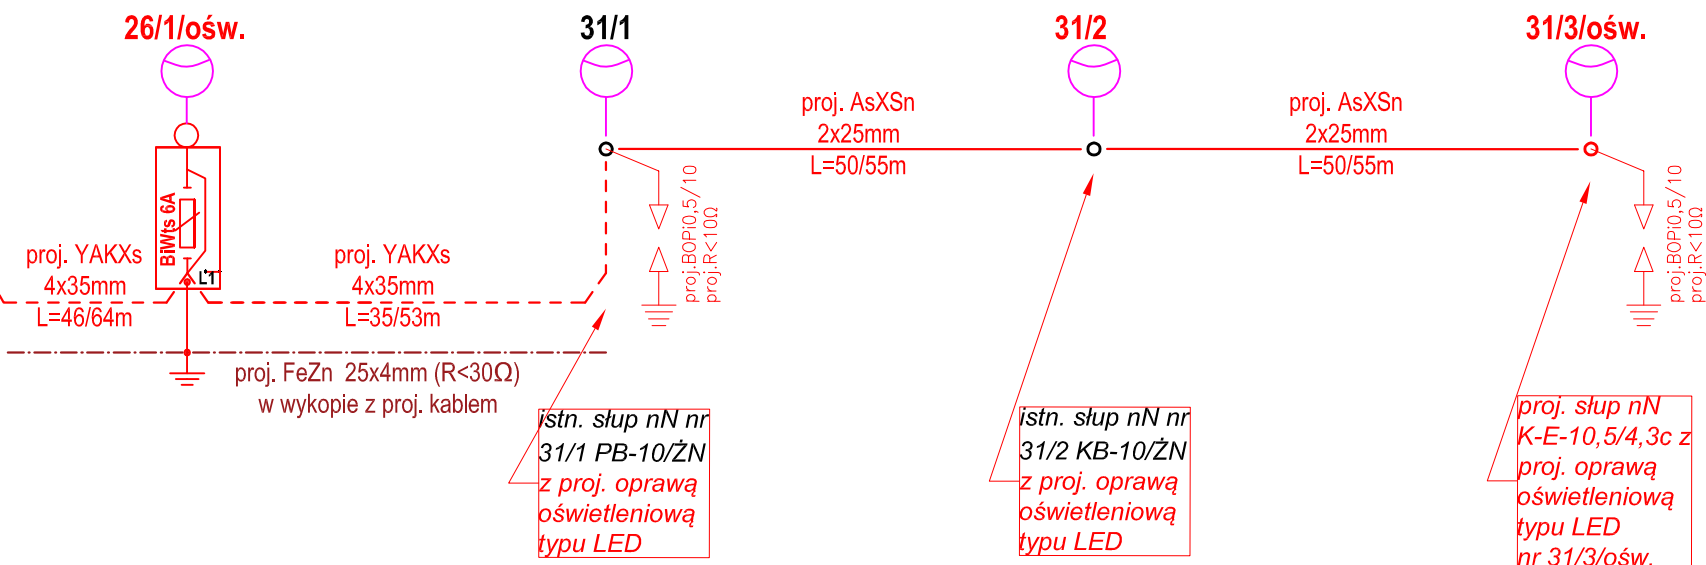 26/1/ośw.
31/1
31/2
31/3/ośw.
proj. AsXSn
2x25mm
L=50/55m
proj. AsXSn
2x25mm
L=50/55m
BiWts 6A
L1
proj. YAKXs
4x35mm
L=46/64m
proj. YAKXs
4x35mm
L=35/53m
proj.BOPi0,5/10
proj.R<10Ω
proj.BOPi0,5/10
proj.R<10Ω
proj. FeZn 25x4mm (R<30Ω)
w wykopie z proj. kablem
istn. słup nN nr
31/1 PB-10/ŻN
z proj. oprawą
oświetleniową
typu LED
istn. słup nN nr
31/2 KB-10/ŻN
z proj. oprawą
oświetleniową
typu LED
proj. słup nN
K-E-10,5/4,3c z
proj. oprawą
oświetleniową
typu LED
nr 31/3/ośw.